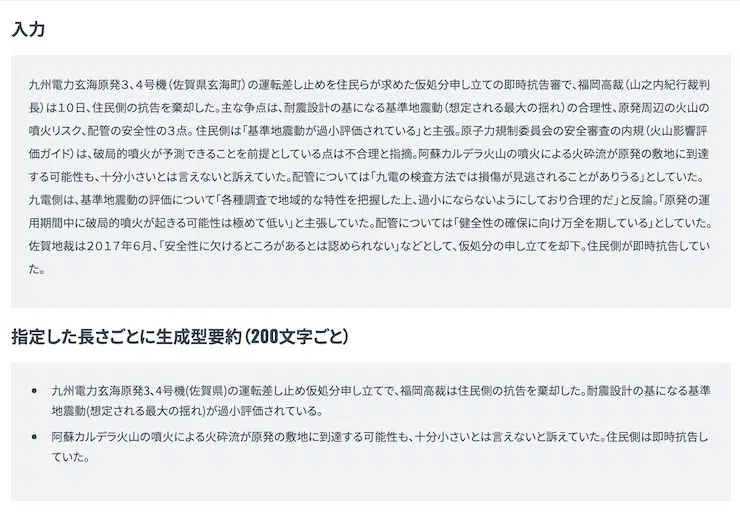 入力
九州電力玄海原発３、４号機（佐賀県玄海町）の運転差し止めを住民らが求めた仮処分申し立ての即時抗告審で、福岡高裁（山之内紀行裁判
長）は１０日、住民側の抗告を棄却した。主な争点は、耐震設計の基になる基準地震動（想定される最大の揺れ）の合理性、原発周辺の火山の
噴火リスク、配管の安全性の３点。 住民側は「基準地震動が過小評価されている」と主張。原子力規制委員会の安全審査の内規（火山影響評
価ガイド）は、破局的噴火が予測できることを前提としている点は不合理と指摘。阿蘇カルデラ火山の噴火による火砕流が原発の敷地に到達
する可能性も、十分小さいとは言えないと訴えていた。配管については「九電の検査方法では損傷が見逃されることがありうる」としていた。
九電側は、基準地震動の評価について「各種調査で地域的な特性を把握した上、過小にならないようにしており合理的だ」と反論。「原発の運
用期間中に破局的噴火が起きる可能性は極めて低い」と主張していた。配管については「健全性の確保に向け万全を期している」としていた。
佐賀地裁は２０１７年６月、「安全性に欠けるところがあるとは認められない」などとして、仮処分の申し立てを却下。住民側が即時抗告してい
た。
指定した長さごとに生成型要約（200文字ごと）
• 九州電力玄海原発3、4号機(佐賀県)の運転差し止め仮処分申し立てで、福岡高裁は住民側の抗告を棄却した。耐震設計の基になる基準
地震動(想定される最大の揺れ)が過小評価されている。
• 阿蘇カルデラ火山の噴火による火砕流が原発の敷地に到達する可能性も、十分小さいとは言えないと訴えていた。住民側は即時抗告し
ていた。